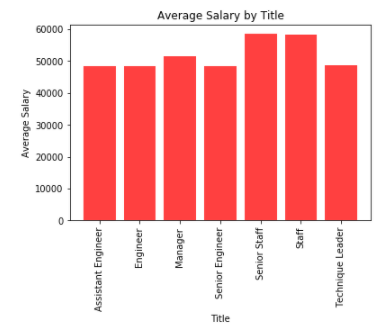 Average Salary by Title
Average Salary
60000
50000
40000
30000
20000
10000
0
Assistant Engineer
Engineer
Manager
Senior Engineer
Senior Staff
Staff
Technique Leader
Title